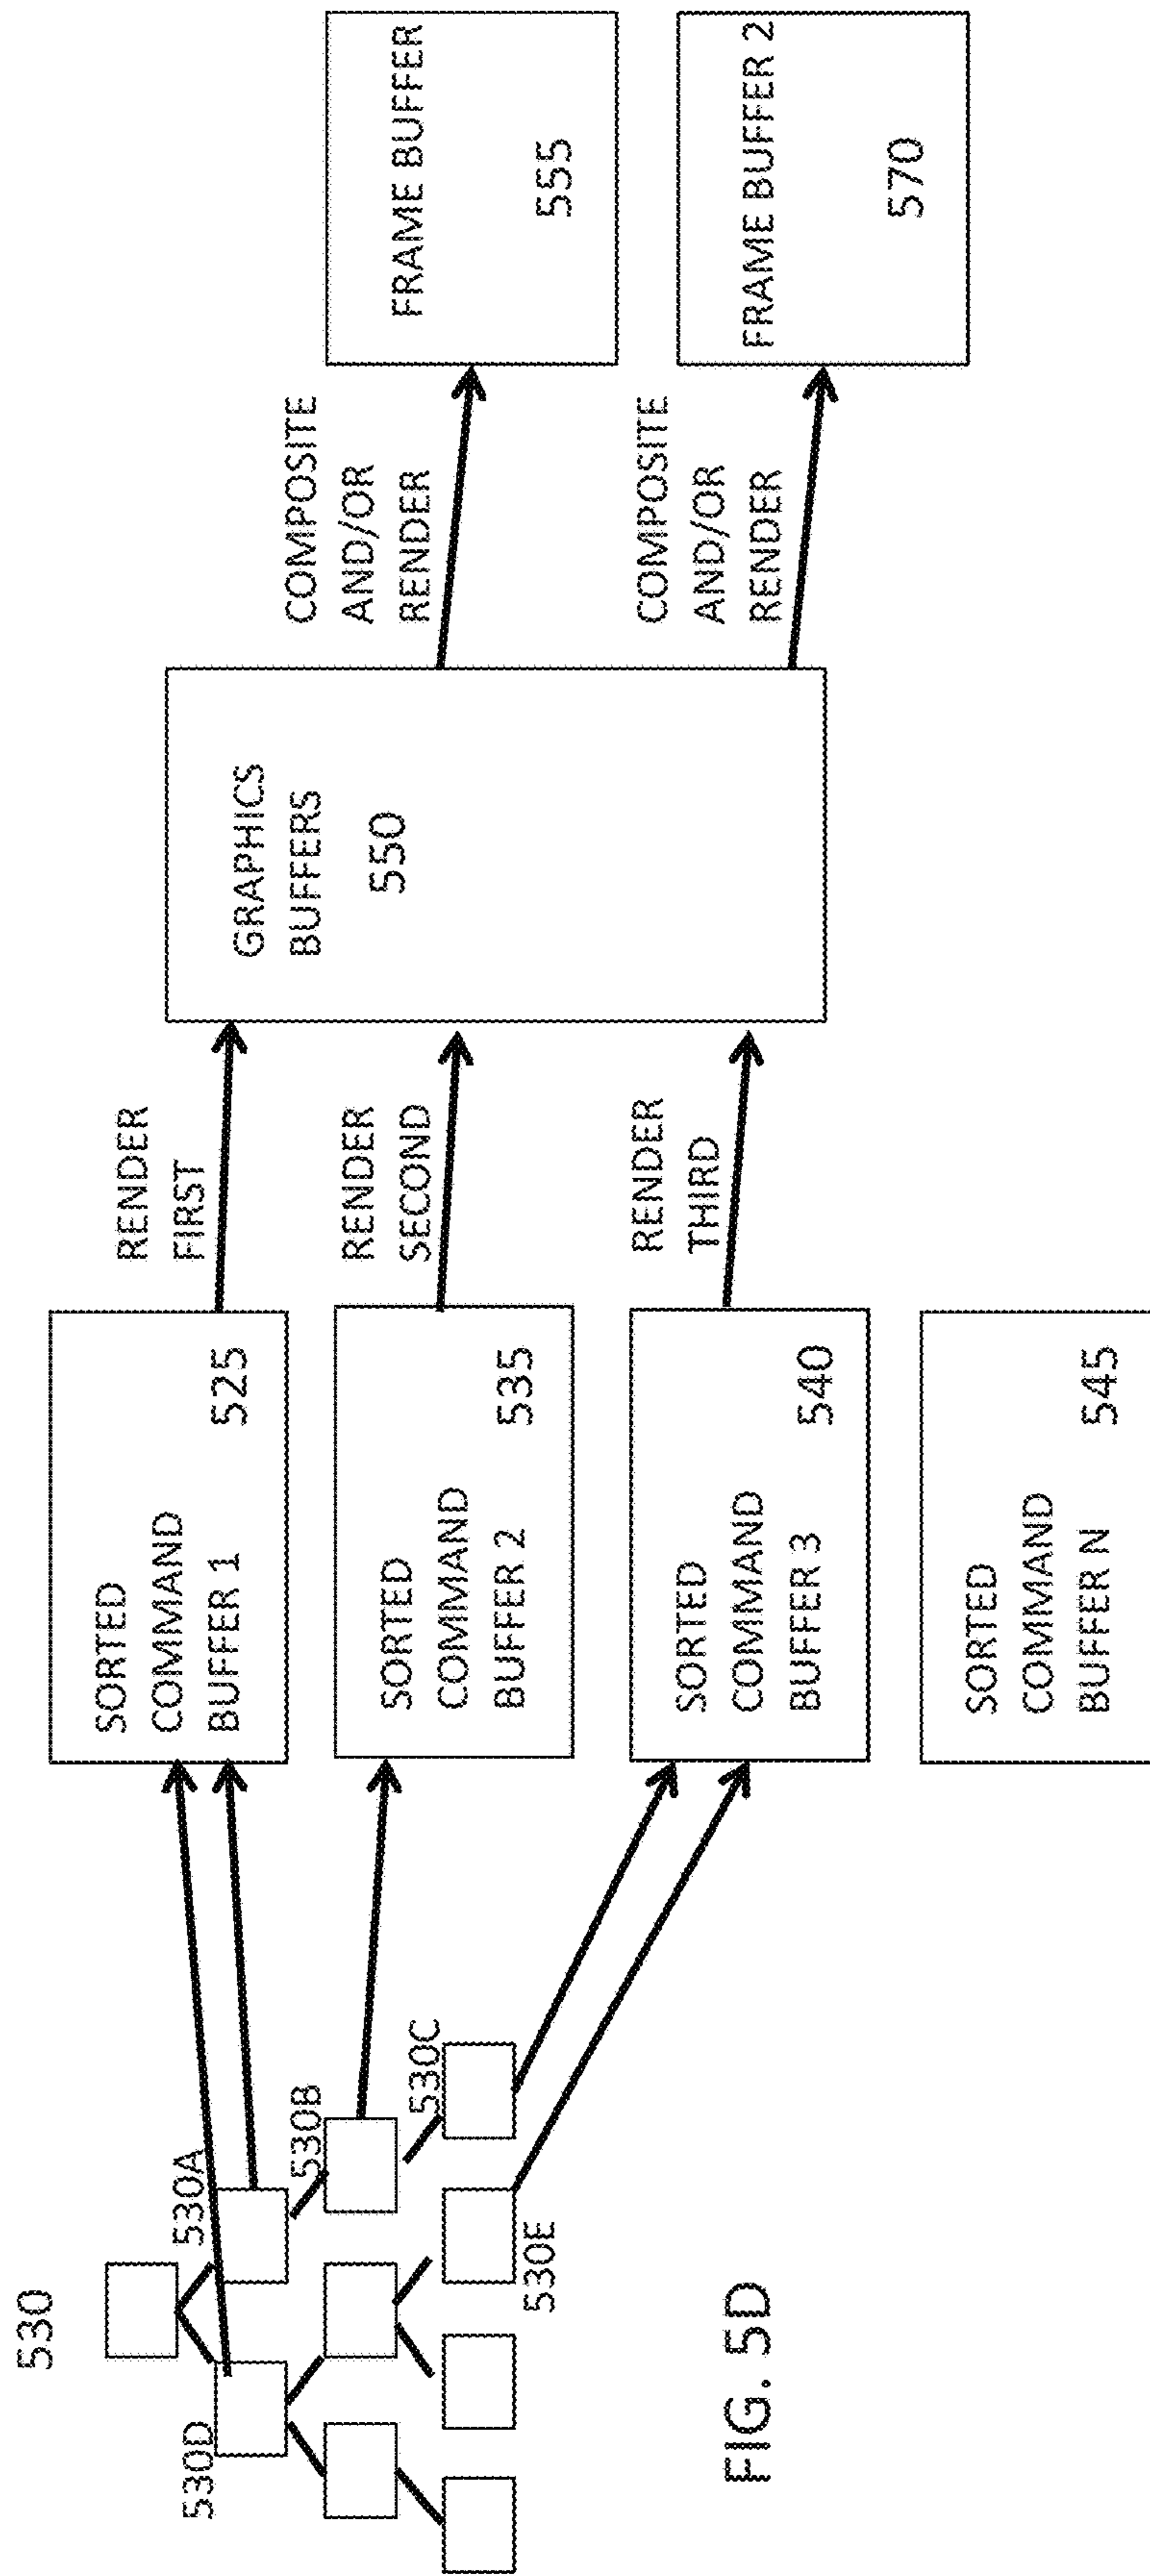 530
530D
530A
530B
530C
530E
SORTED
COMMAND
BUFFER 1
525
SORTED
COMMAND
BUFFER 2
535
SORTED
COMMAND
BUFFER 3
540
SORTED
COMMAND
BUFFER N
545
RENDER
FIRST
RENDER
SECOND
RENDER
THIRD
GRAPHICS
BUFFERS
550
COMPOSITE
AND/OR
RENDER
COMPOSITE
AND/OR
RENDER
FRAME BUFFER
555
FRAME BUFFER 2
570
FIG. 5D